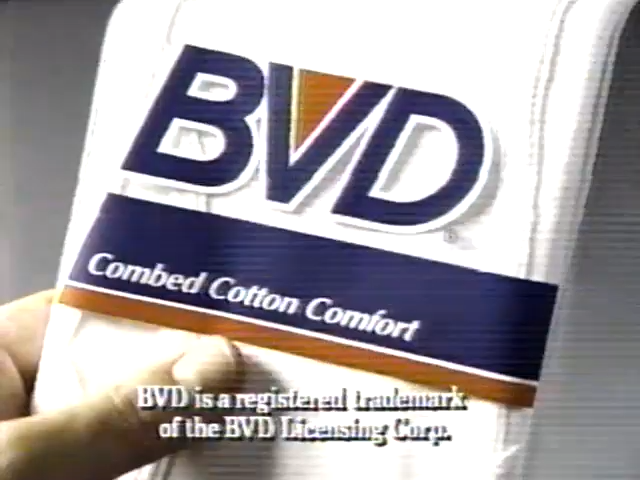 BVD
Combed Cotton Comfort
BVD is a registered trademark
of the BVD Licensing Corp.